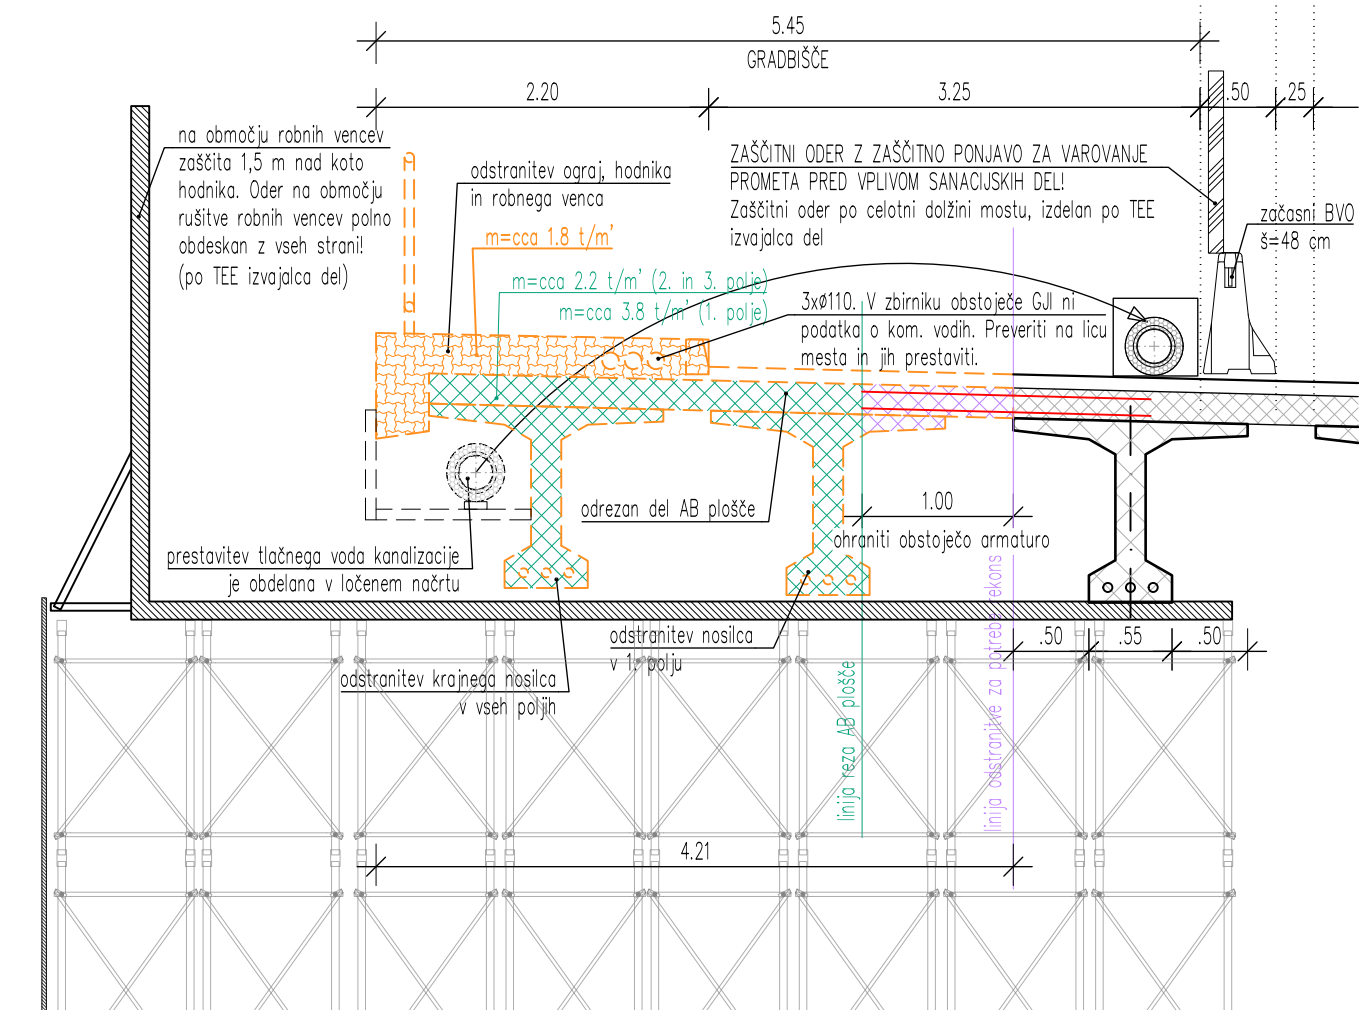 5.45
GRADBIŠČE
2.20
3.25
.50
.25
na območju robnih vencev
zaščita 1,5 m nad koto
hodnika. Oder na območju
rušitve robnih vencev polno
obdeskan z vseh strani!
(po TEE izvajalca del)
odstranitev ograj, hodnika
in robnega venca
m=cca 1.8 t/m'
m=cca 2.2 t/m' (2. in 3. polje)
m=cca 3.8 t/m' (1. polje)
ZAŠČITNI ODER Z ZAŠČITNO PONJAVO ZA VAROVANJE
PROMETA PRED VPLIVOM SANACIJSKIH DEL!
Zaščitni oder po celotni dolžini mostu, izdelan po TEE
izvajalca del
začasni BVO
š=48 cm
3xø110. V zbirniku obstoječe GJI ni
podatka o kom. vodih. Preveriti na licu
mesta in jih prestaviti.
odrezan del AB plošče
1.00
ohraniti obstoječo armaturo
prestavitev tlačnega voda kanalizacije
je obdelana v ločenem načrtu
odstranitev nosilca
v 1. polju
odstranitev krajnega nosilca
v vseh poljih
linija reza AB plošče
linija odstranitve za potrebe rekons
.50
.55
.50
4.21